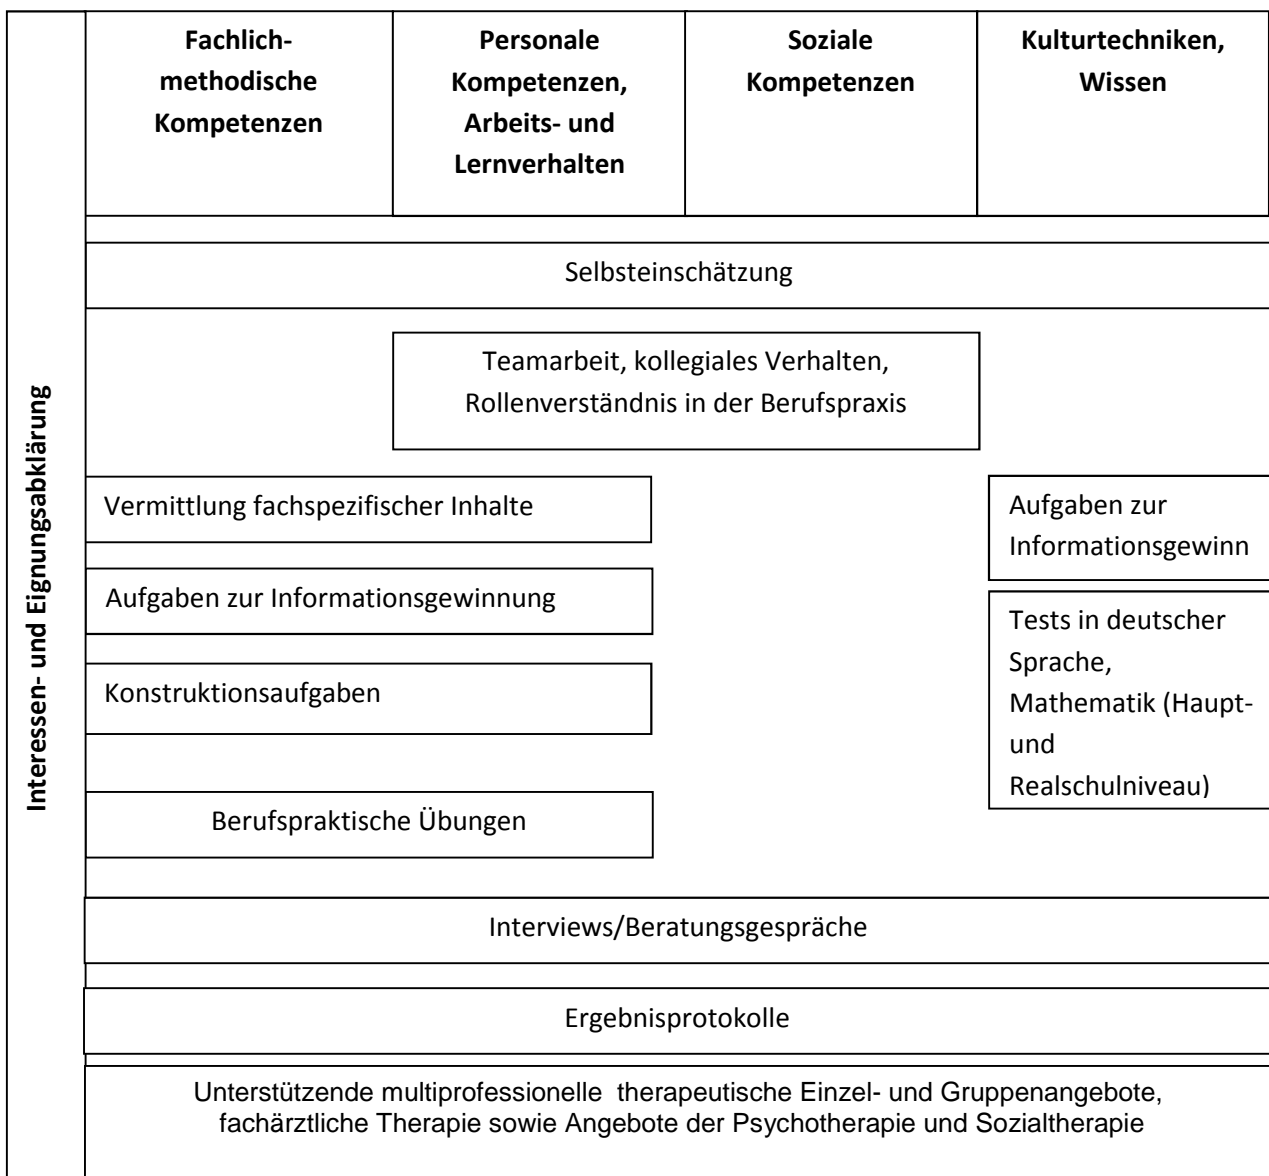 Fachlich-
methodische
Kompetenzen
Personale
Kompetenzen,
Arbeits- und
Lernverhalten
Soziale
Kompetenzen
Kulturtechniken,
Wissen
Interessen- und Eignungsabklärung
Selbsteinschätzung
Teamarbeit, kollegiales Verhalten,
Rollenverständnis in der Berufspraxis
Vermittlung fachspezifischer Inhalte
Aufgaben zur Informationsgewinnung
Konstruktionsaufgaben
Berufspraktische Übungen
Aufgaben zur
Informationsgewinn
Tests in deutscher
Sprache,
Mathematik (Haupt-
und
Realschulniveau)
Interviews/Beratungsgespräche
Ergebnisprotokolle
Unterstützende multiprofessionelle  therapeutische Einzel- und Gruppenangebote,
fachärztliche Therapie sowie Angebote der Psychotherapie und Sozialtherapie